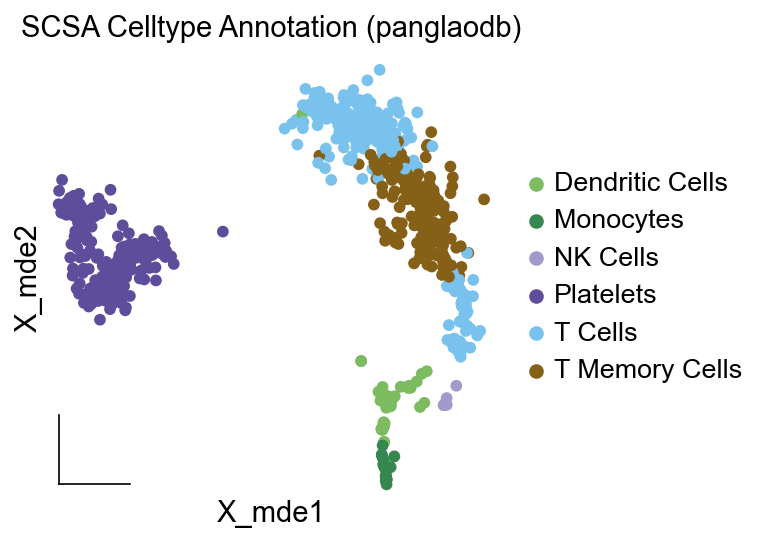 SCSA Celltype Annotation (panglaodb)
X_mde2
Dendritic Cells
Monocytes
NK Cells
Platelets
T Cells
T Memory Cells
X_mde1